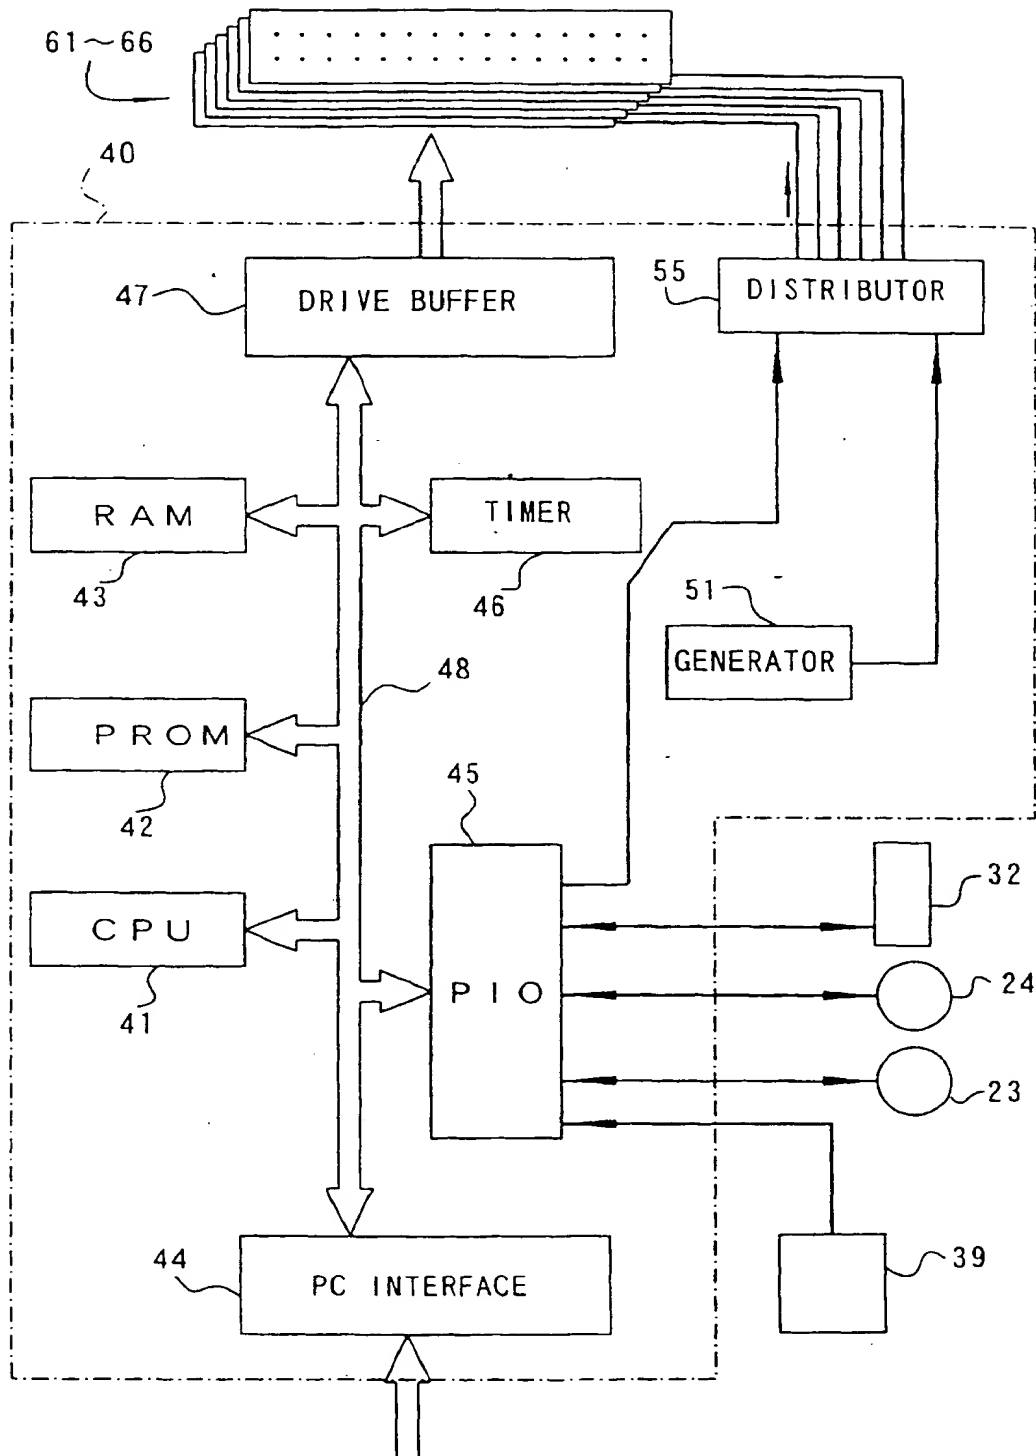 61~66
40
47
DRIVE BUFFER
55
DISTRIBUTOR
RAM
43
TIMER
46
51
GENERATOR
48
PROM
42
45
CPU
41
PIO
32
24
23
44
PC INTERFACE
39